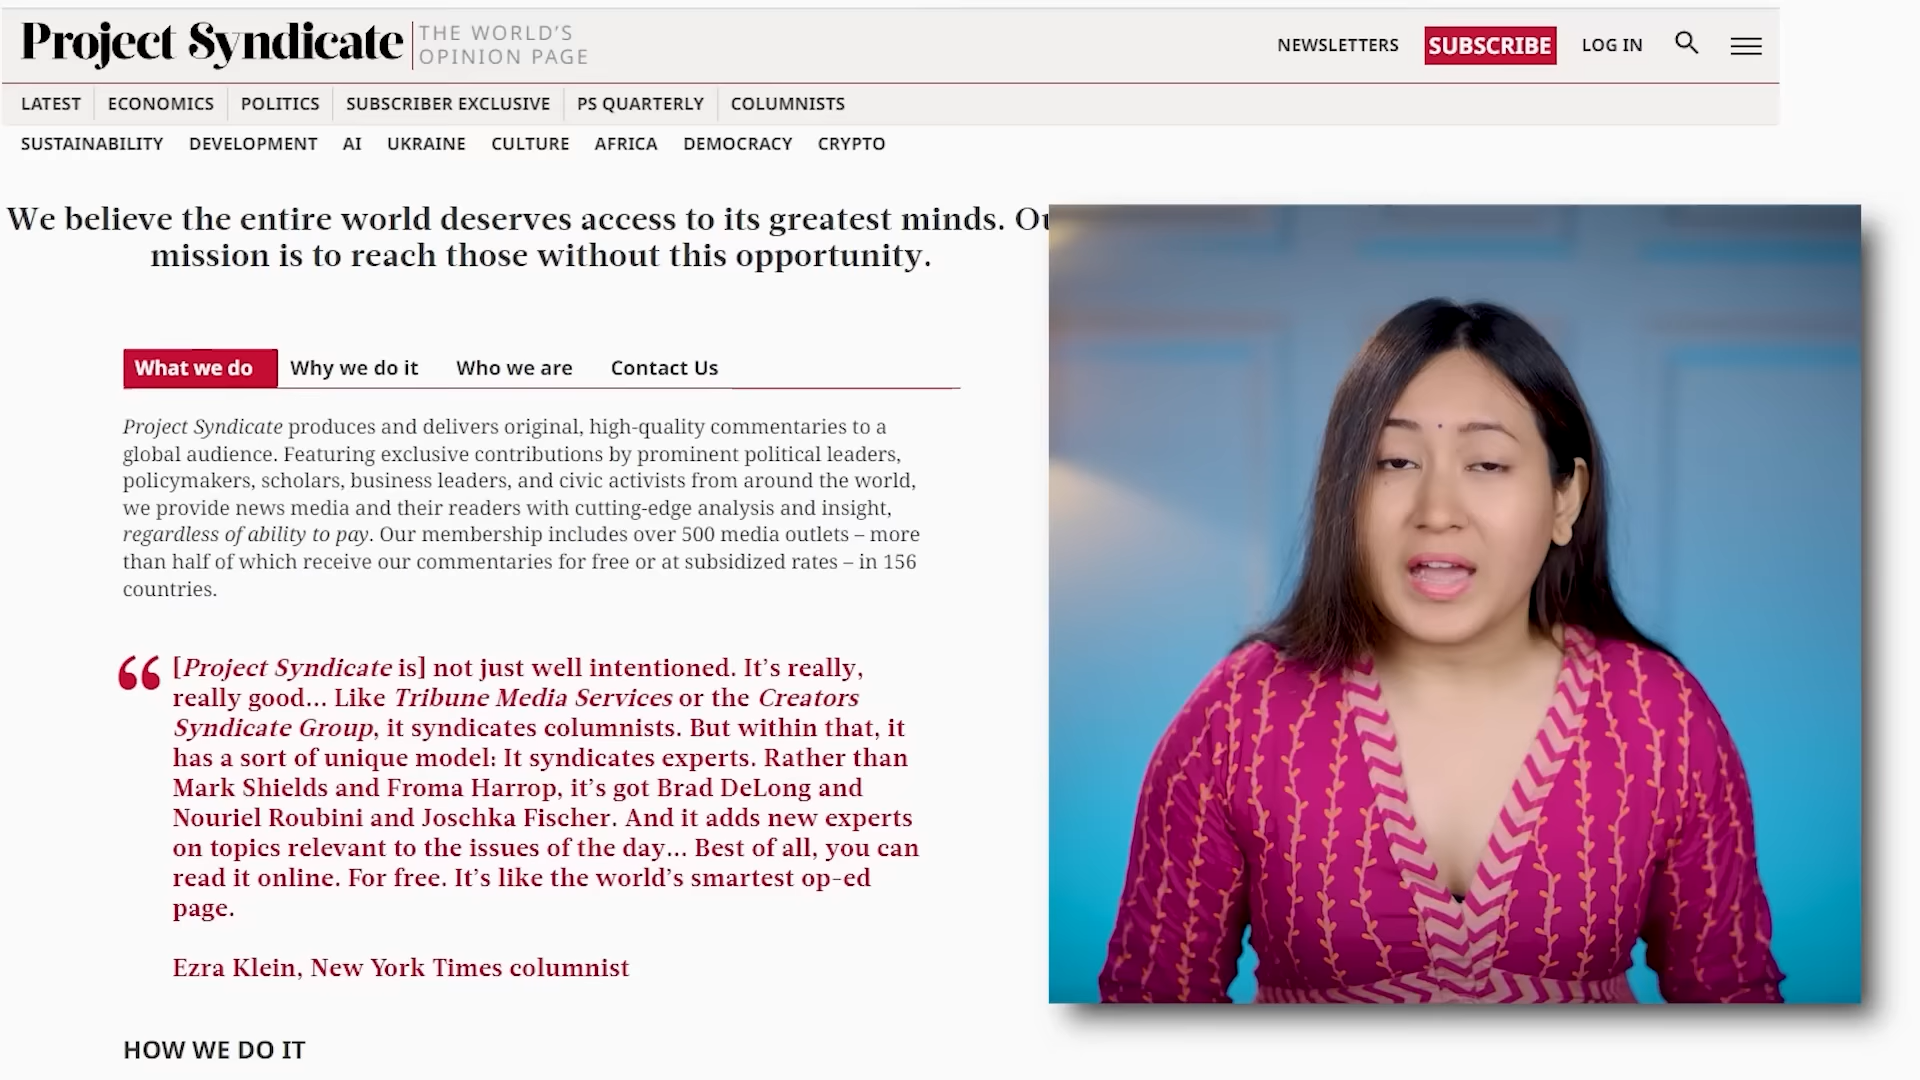 Project Syndicate
THE WORLD'S
OPINION PAGE
NEWSLETTERS
SUBSCRIBE
LOG IN
LATEST
ECONOMICS
POLITICS
SUBSCRIBER EXCLUSIVE
PS QUARTERLY
COLUMNISTS
SUSTAINABILITY
DEVELOPMENT
AI
UKRAINE
CULTURE
AFRICA
DEMOCRACY
CRYPTO
We believe the entire world deserves access to its greatest minds.
mission is to reach those without this opportunity.
What we do
Why we do it
Who we are
Contact Us
Project Syndicate produces and delivers original, high-quality commentaries to a
global audience. Featuring exclusive contributions by prominent political leaders,
policymakers, scholars, business leaders, and civic activists from around the world,
we provide news media and their readers with cutting-edge analysis and insight,
regardless of ability to pay. Our membership includes over 500 media outlets – more
than half of which receive our commentaries for free or at subsidized rates – in 156
countries.
“ [Project Syndicate is] not just well intentioned. It’s really,
really good… Like Tribune Media Services or the Creators
Syndicate Group, it syndicates columnists. But within that, it
has a sort of unique model: It syndicates experts. Rather than
Mark Shields and Froma Harrop, it’s got Brad DeLong and
Nouriel Roubini and Joschka Fischer. And it adds new experts
on topics relevant to the issues of the day… Best of all, you can
read it online. For free. It’s like the world’s smartest op-ed
page.
Ezra Klein, New York Times columnist
HOW WE DO IT